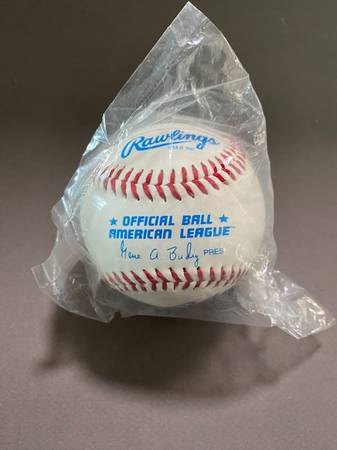 Rawlings
★ OFFICIAL BALL ★
AMERICAN LEAGUE™
Gene A Budig PRES